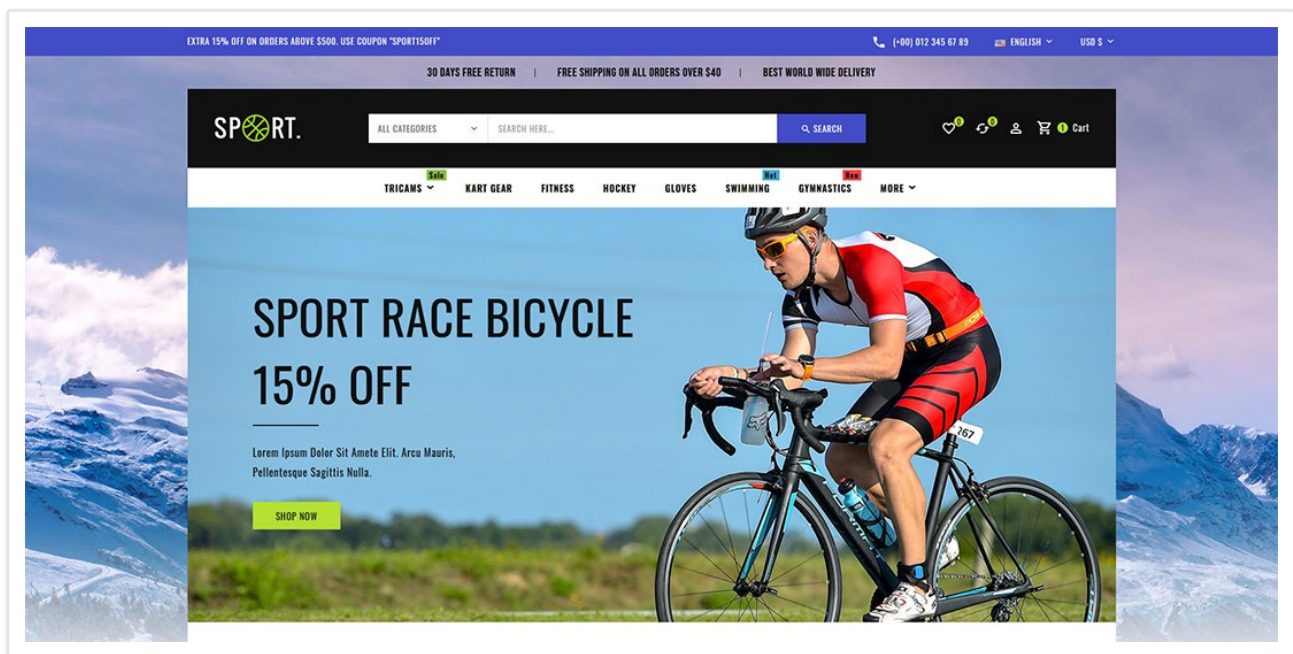 EXTRA 15% OFF ON ORDERS ABOVE $500. USE COUPON "SPORT15OFF"
(+00) 012 345 67 89
ENGLISH
USD $
30 DAYS FREE RETURN | FREE SHIPPING ON ALL ORDERS OVER $40 | BEST WORLD WIDE DELIVERY
SPORT.
ALL CATEGORIES
SEARCH HERE...
SEARCH
0
0
1 Cart
Sale
Hot
New
TRICAMS KART GEAR FITNESS HOCKEY GLOVES SWIMMING GYMNASTICS MORE
SPORT RACE BICYCLE
15% OFF
Lorem Ipsum Dolor Sit Amete Elit. Arcu Mauris,
Pellentesque Sagittis Nulla.
SHOP NOW
267